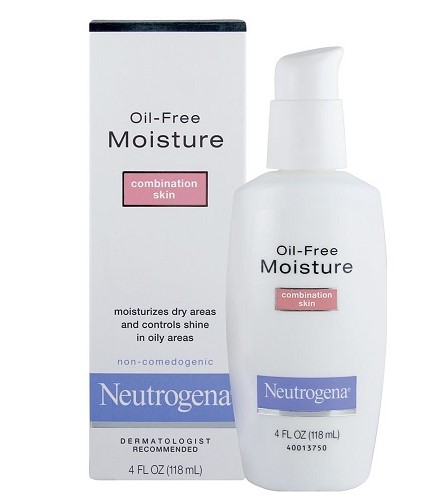 Oil-Free
Moisture
combination
skin
moisturizes dry areas
and controls shine
in oily areas
non-comedogenic
Neutrogena®
DERMATOLOGIST
RECOMMENDED
4 FL OZ (118 mL)
Oil-Free
Moisture
combination
skin
Neutrogena®
4 FL OZ (118 mL)
40013750